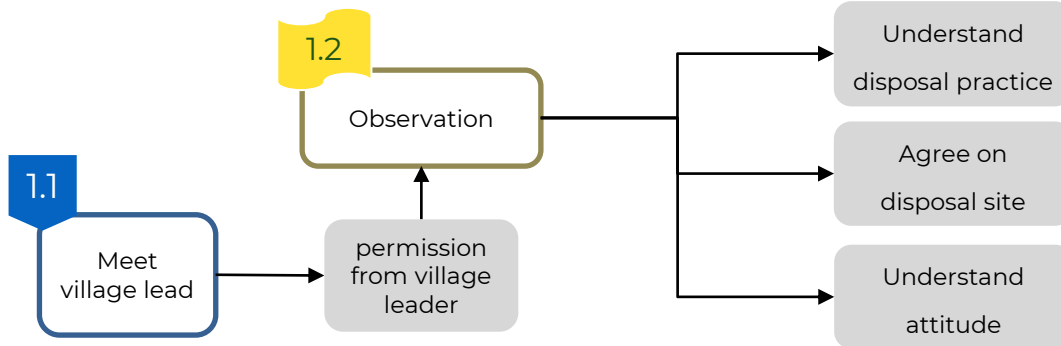 1.1
Meet
village lead
permission
from village
leader
1.2
Observation
Understand
disposal practice
Agree on
disposal site
Understand
attitude